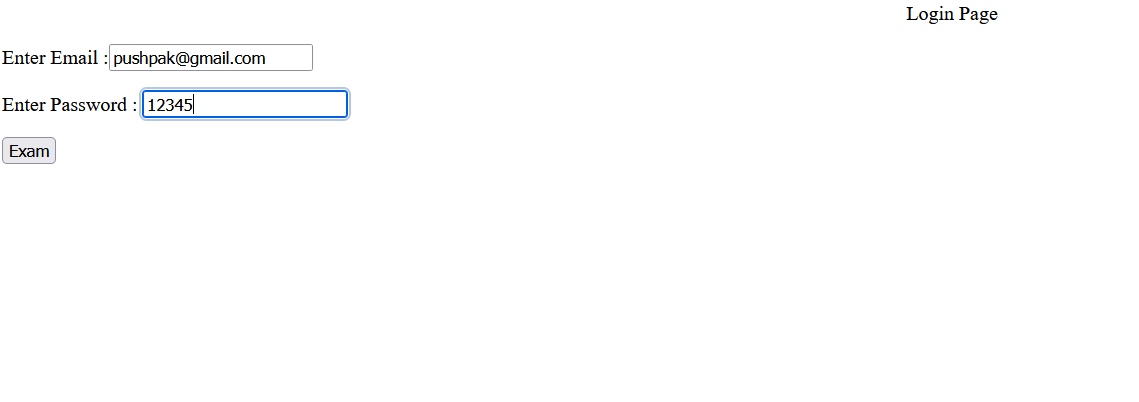 Login Page
Enter Email : pushpak@gmail.com
Enter Password : 12345
Exam